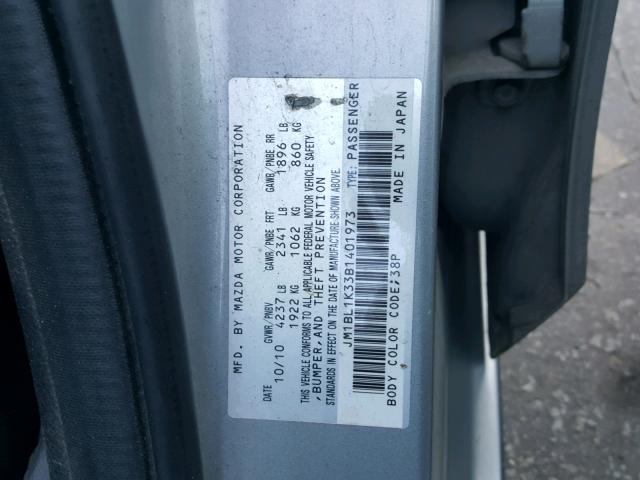 MFD. BY MAZDA MOTOR CORPORATION
DATE GVWR/PNBV GAWR/PNBE FRT GAWR/PNBE RR
10/10 4237 LB 2341 LB 1896 LB
1922 KG 1062 KG 860 KG
THIS VEHICLE CONFORMS TO ALL APPLICABLE FEDERAL MOTOR VEHICLE SAFETY
,BUMPER,AND THEFT PREVENTION
STANDARDS IN EFFECT ON THE DATE OF MANUFACTURE SHOWN ABOVE.
JM1BL1K33B1401973 TYPE: PASSENGER
BODY COLOR CODE:38P MADE IN JAPAN